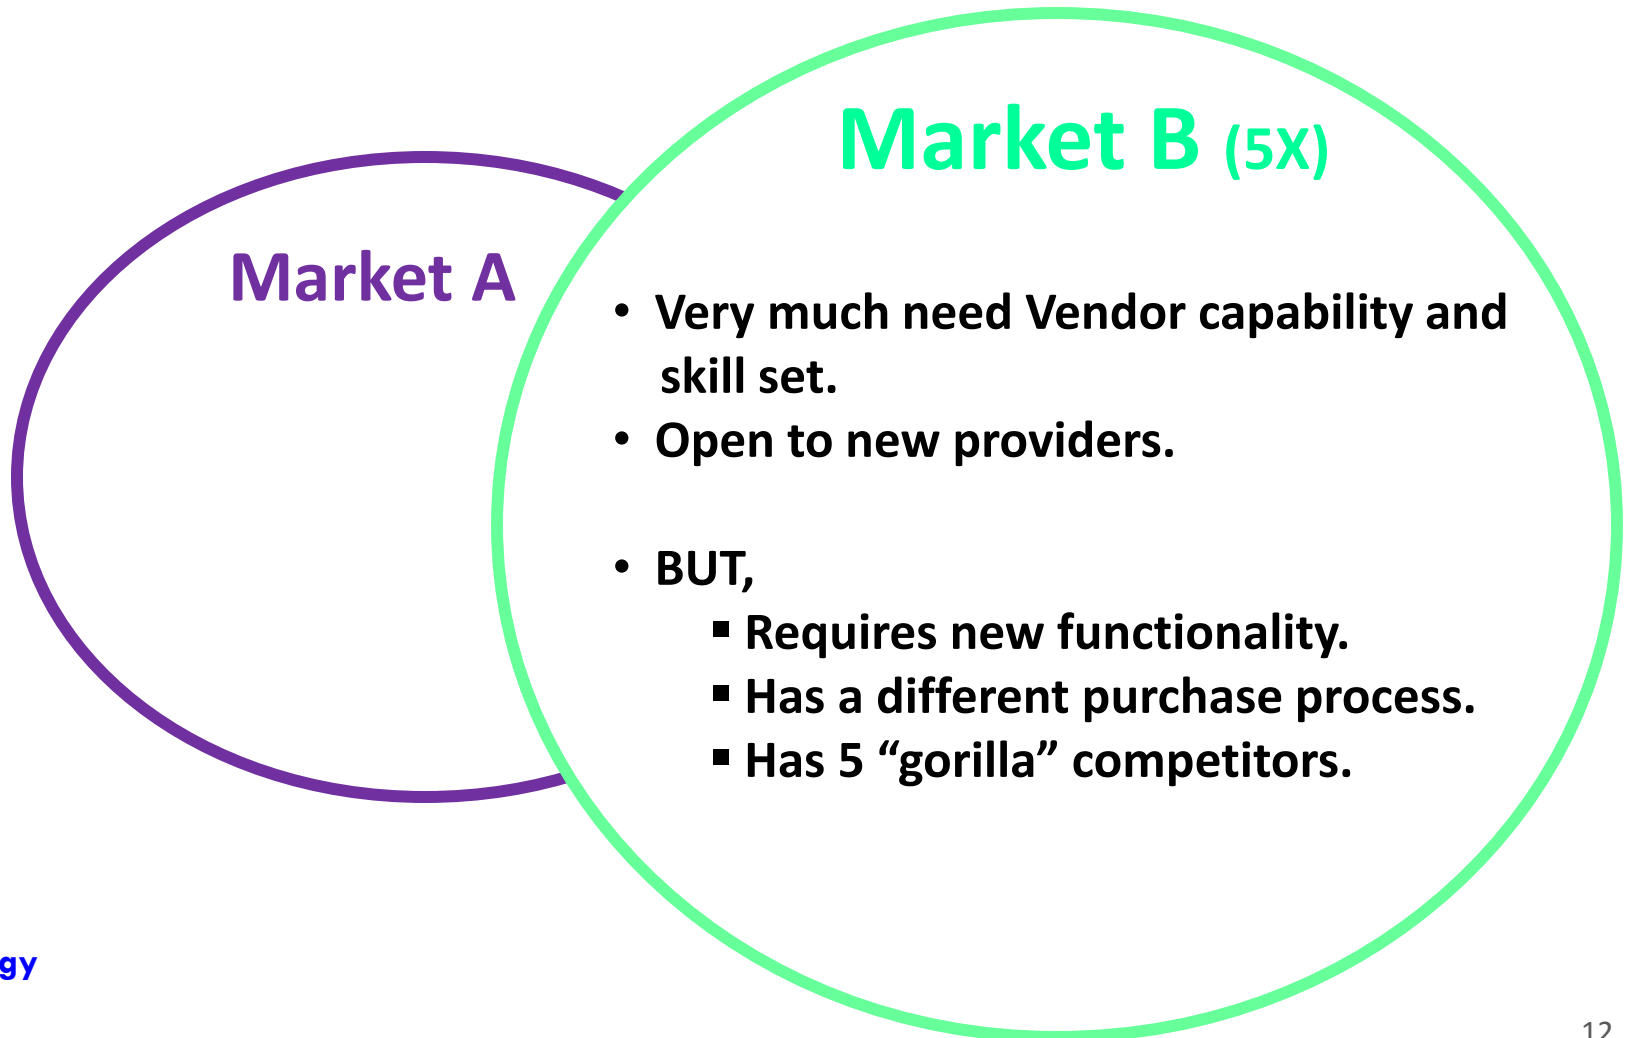 Market B (5X)
Market A
• Very much need Vendor capability and
skill set.
• Open to new providers.
• BUT,
▪ Requires new functionality.
▪ Has a different purchase process.
▪ Has 5 “gorilla” competitors.
gy
12